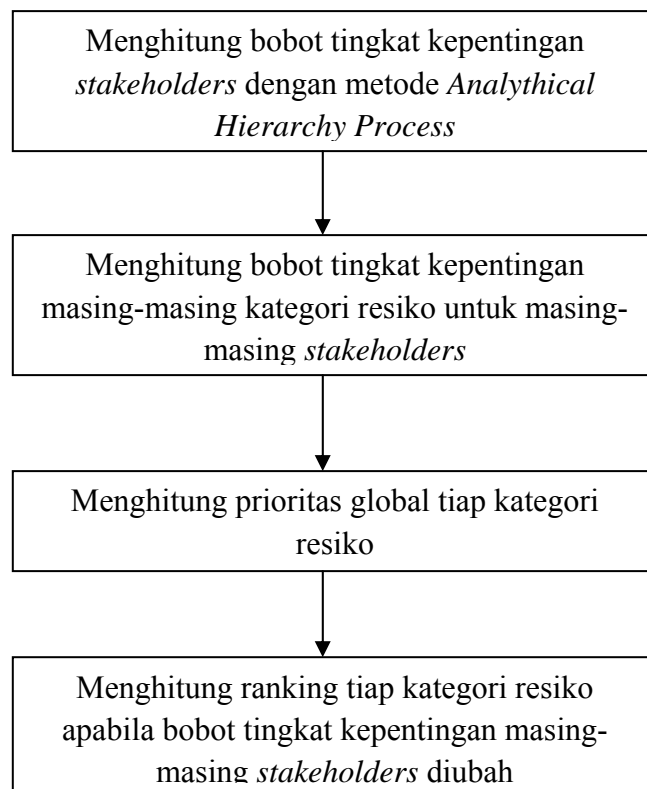 Menghitung bobot tingkat kepentingan
stakeholders dengan metode Analythical
Hierarchy Process
Menghitung bobot tingkat kepentingan
masing-masing kategori resiko untuk masing-
masing stakeholders
Menghitung prioritas global tiap kategori
resiko
Menghitung ranking tiap kategori resiko
apabila bobot tingkat kepentingan masing-
masing stakeholders diubah